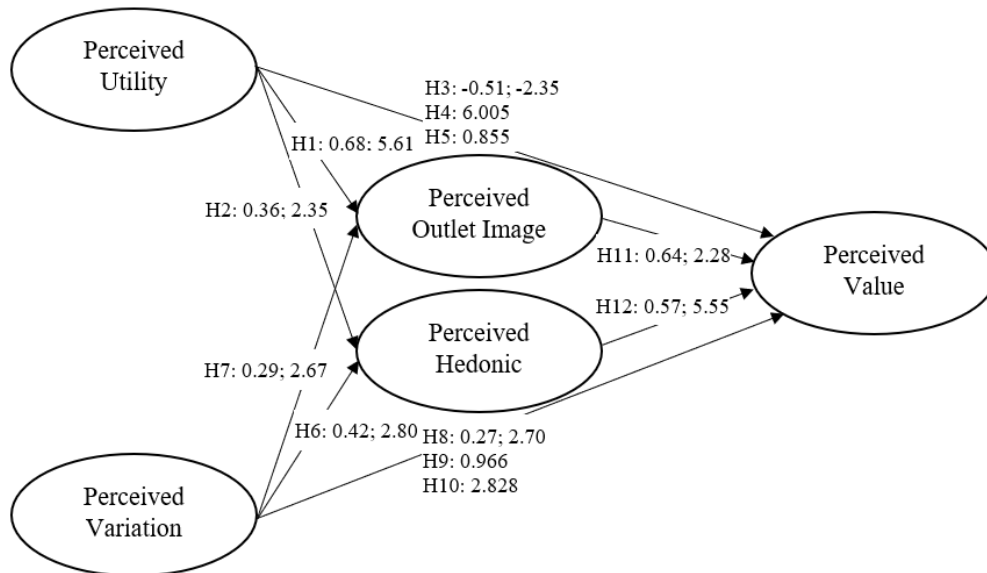 Perceived
Utility
H3: -0.51; -2.35
H4: 6.005
H5: 0.855
H1: 0.68; 5.61
H2: 0.36; 2.35
Perceived
Outlet Image
H11: 0.64; 2.28
Perceived
Value
H12: 0.57; 5.55
Perceived
Hedonic
H7: 0.29; 2.67
H6: 0.42; 2.80
H8: 0.27; 2.70
H9: 0.966
H10: 2.828
Perceived
Variation